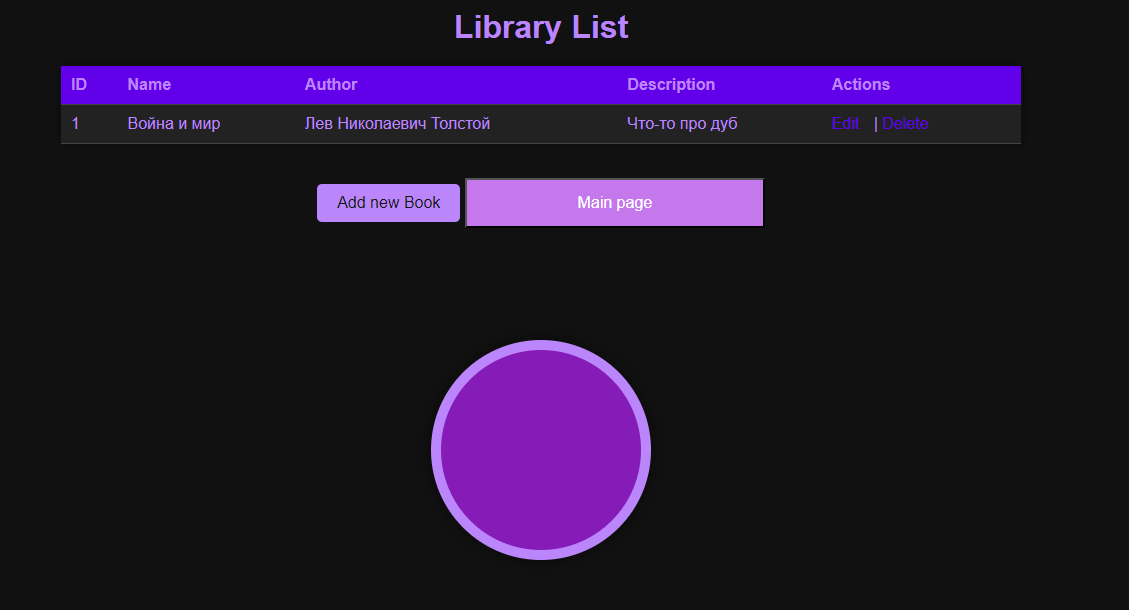 Library List
ID Name Author Description Actions
1 Война и мир Лев Николаевич Толстой Что-то про дуб Edit | Delete
Add new Book Main page